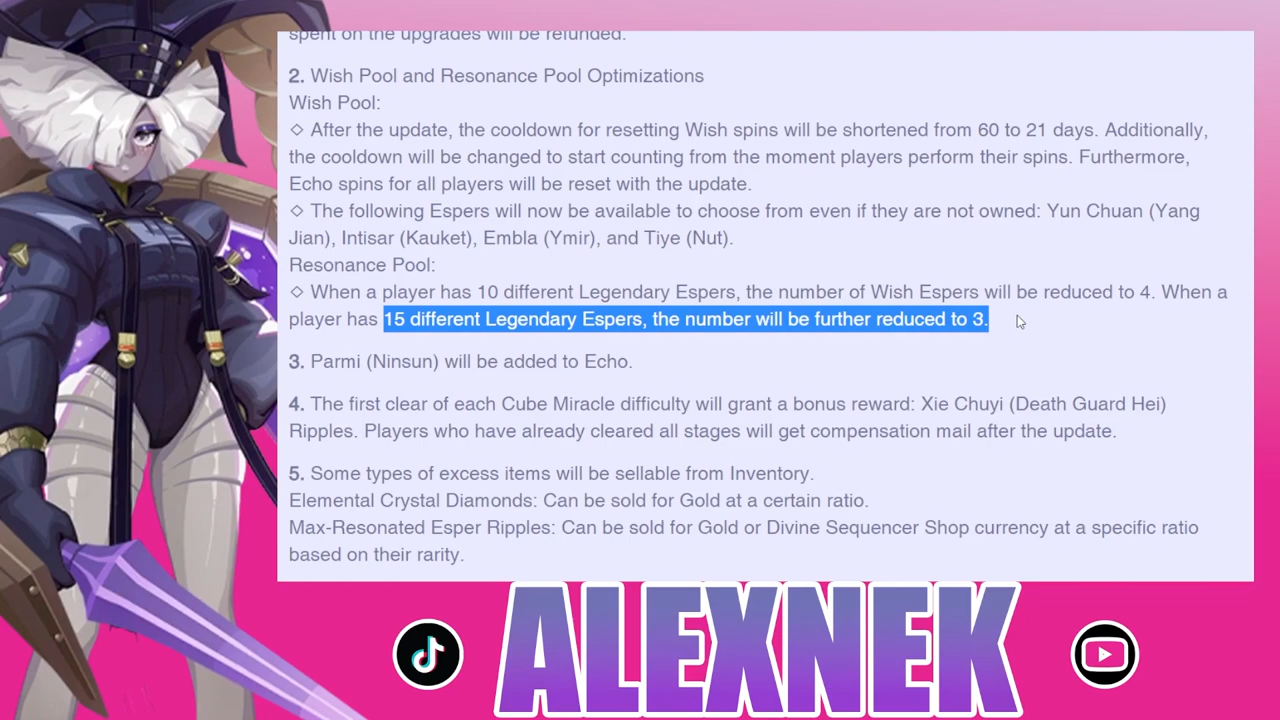 spent on the upgrades will be refunded.
2. Wish Pool and Resonance Pool Optimizations
Wish Pool:
◇ After the update, the cooldown for resetting Wish spins will be shortened from 60 to 21 days. Additionally,
the cooldown will be changed to start counting from the moment players perform their spins. Furthermore,
Echo spins for all players will be reset with the update.
◇ The following Espers will now be available to choose from even if they are not owned: Yun Chuan (Yang
Jian), Intisar (Kauket), Embla (Ymir), and Tiye (Nut).
Resonance Pool:
◇ When a player has 10 different Legendary Espers, the number of Wish Espers will be reduced to 4. When a
player has 15 different Legendary Espers, the number will be further reduced to 3.
3. Parmi (Ninsun) will be added to Echo.
4. The first clear of each Cube Miracle difficulty will grant a bonus reward: Xie Chuyi (Death Guard Hei)
Ripples. Players who have already cleared all stages will get compensation mail after the update.
5. Some types of excess items will be sellable from Inventory.
Elemental Crystal Diamonds: Can be sold for Gold at a certain ratio.
Max-Resonated Esper Ripples: Can be sold for Gold or Divine Sequencer Shop currency at a specific ratio
based on their rarity.
ALEXNEK